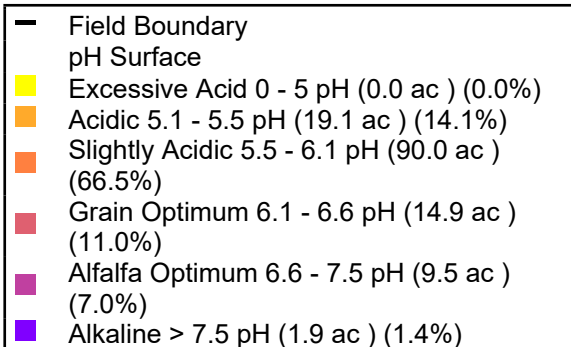 Field Boundary
pH Surface
Excessive Acid 0 - 5 pH (0.0 ac ) (0.0%)
Acidic 5.1 - 5.5 pH (19.1 ac ) (14.1%)
Slightly Acidic 5.5 - 6.1 pH (90.0 ac )
(66.5%)
Grain Optimum 6.1 - 6.6 pH (14.9 ac )
(11.0%)
Alfalfa Optimum 6.6 - 7.5 pH (9.5 ac )
(7.0%)
Alkaline > 7.5 pH (1.9 ac ) (1.4%)